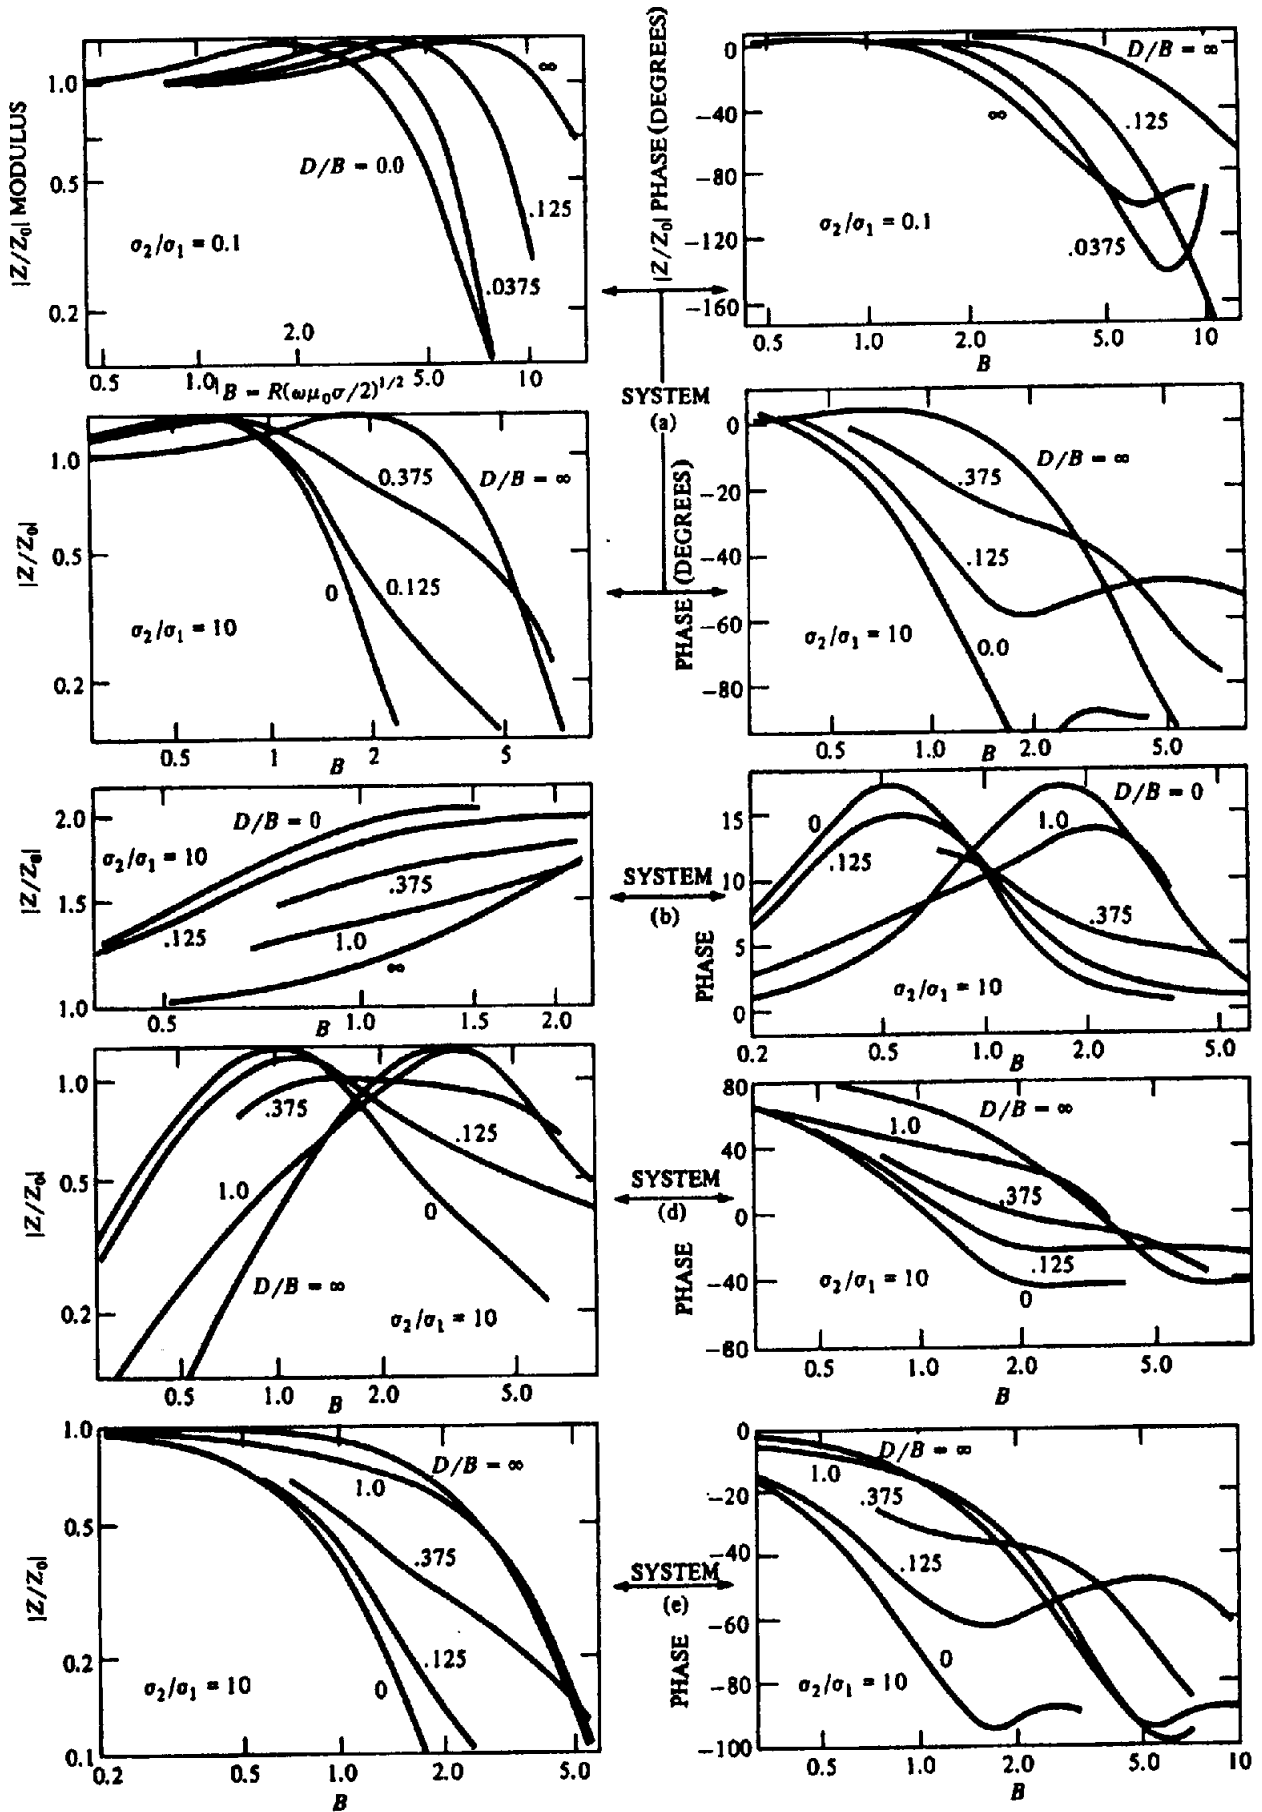 |Z/Z₀| MODULUS
1.0
0.5
0.2
D/B = 0.0
∞
.125
.0375
σ₂/σ₁ = 0.1
2.0
0.5 1.0 5.0 10
B = R(ωμ₀σ/2)^1/2
|Z/Z₀| PHASE (DEGREES)
0
−40
−80
−120
−160
D/B = ∞
.125
∞
σ₂/σ₁ = 0.1
.0375
0.5 1.0 2.0 5.0 10
B
SYSTEM
(a)
|Z/Z₀|
1.0
0.5
0.2
0.375
D/B = ∞
0
0.125
σ₂/σ₁ = 10
0.5 1 2 5
B
PHASE (DEGREES)
0
−20
−40
−60
−80
D/B = ∞
.375
.125
σ₂/σ₁ = 10
0.0
0.5 1.0 2.0 5.0
B
|Z/Z₀|
2.0
1.5
1.0
D/B = 0
σ₂/σ₁ = 10
.375
.125
1.0
∞
0.5 1.0 1.5 2.0
B
SYSTEM
(b)
PHASE
15
10
5
0
D/B = 0
0
1.0
.125
.375
σ₂/σ₁ = 10
0.2 0.5 1.0 2.0 5.0
B
|Z/Z₀|
1.0
0.5
0.2
.375
.125
1.0
0
D/B = ∞
σ₂/σ₁ = 10
0.5 1.0 2.0 5.0
B
SYSTEM
(d)
PHASE
80
40
0
−40
−80
D/B = ∞
1.0
.375
.125
σ₂/σ₁ = 10
0
0.5 1.0 2.0 5.0
B
|Z/Z₀|
1.0
0.5
0.2
0.1
D/B = ∞
1.0
.375
.125
σ₂/σ₁ = 10
0
0.2 0.5 1.0 2.0 5.0
B
SYSTEM
(e)
PHASE
0
−20
−40
−60
−80
−100
D/B = ∞
1.0
.375
.125
0
σ₂/σ₁ = 10
0.5 1.0 2.0 5.0 10
B